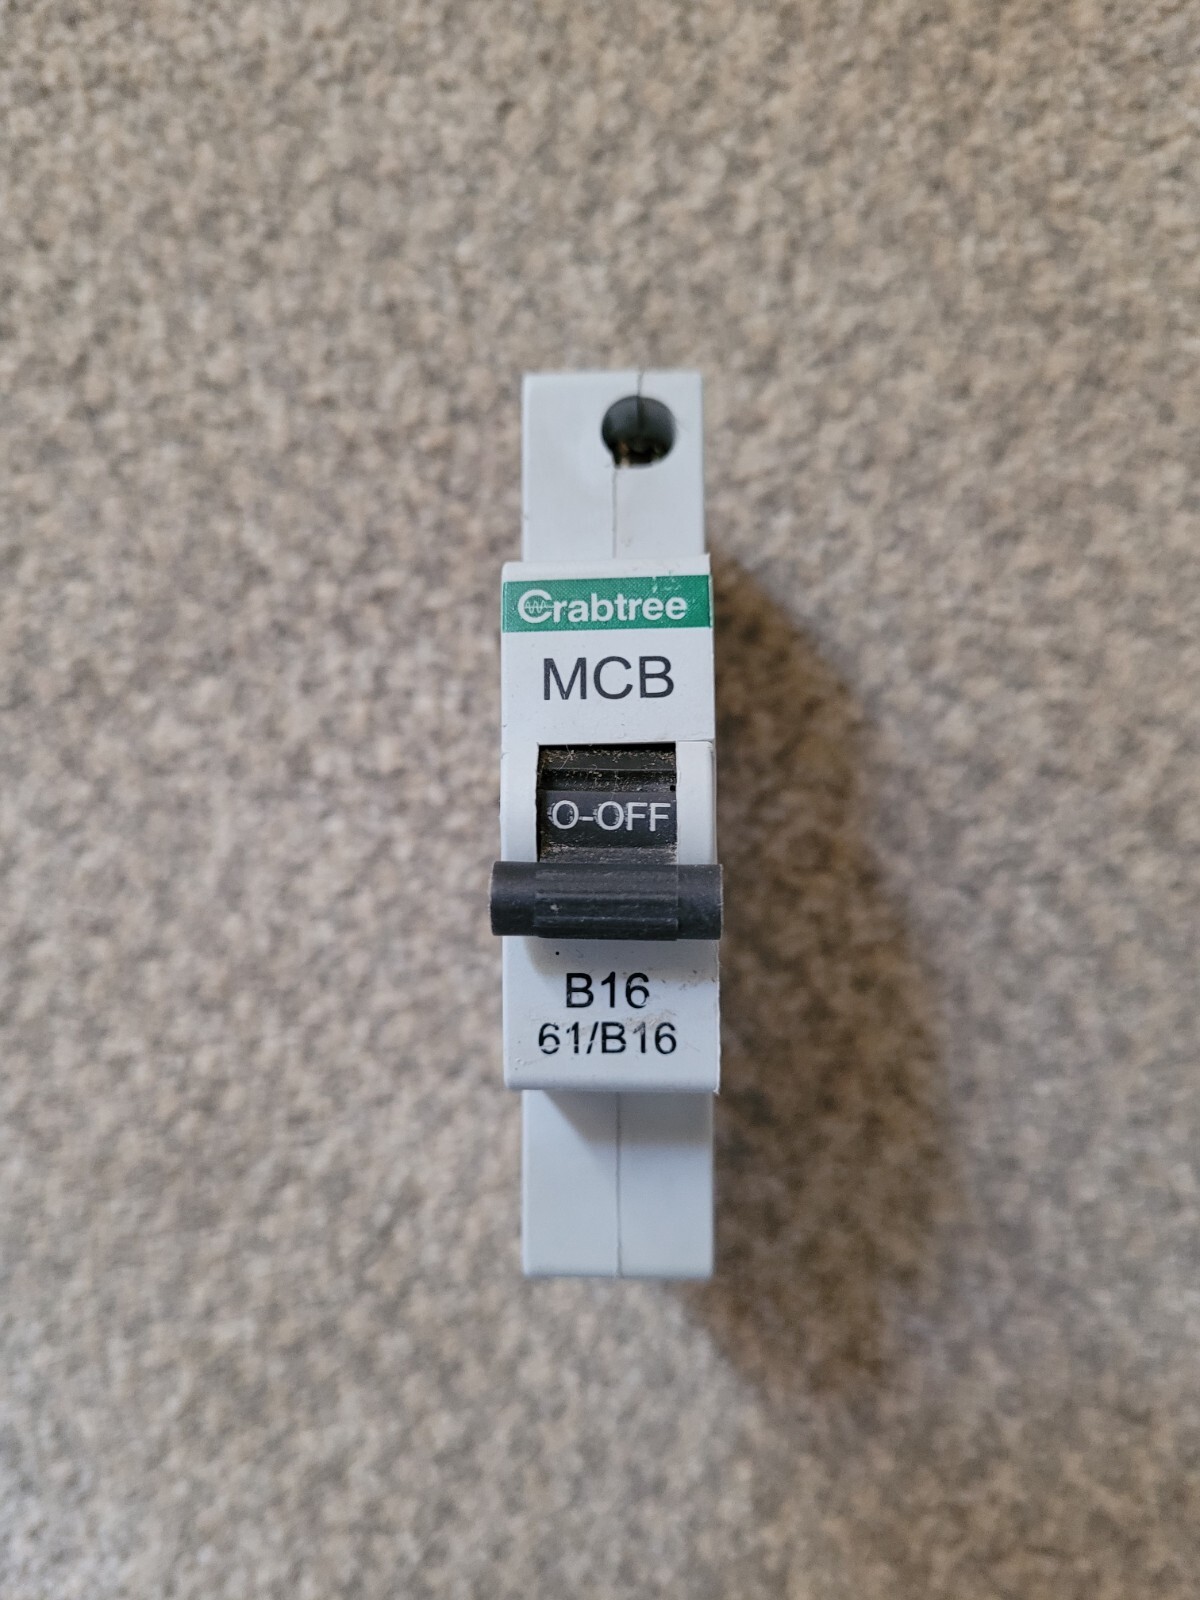 Crabtree
MCB
O-OFF
B16
61/B16